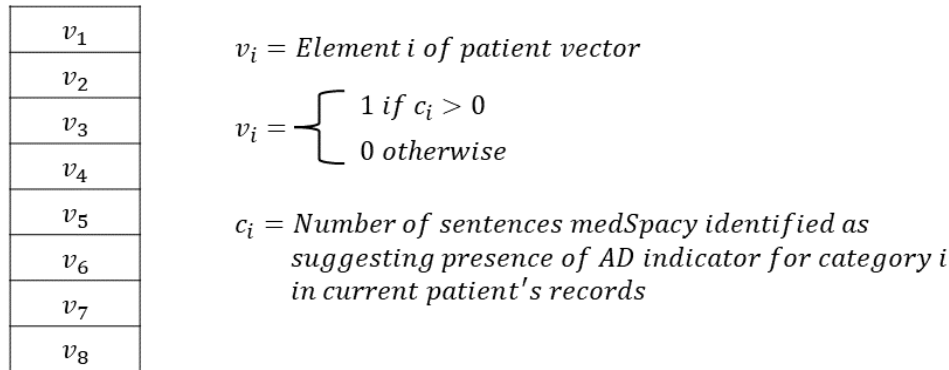 v₁
v₂
v₃
v₄
v₅
v₆
v₇
v₈
vᵢ = Element i of patient vector
vᵢ = { 1 if cᵢ > 0
0 otherwise
cᵢ = Number of sentences medSpacy identified as
suggesting presence of AD indicator for category i
in current patient's records